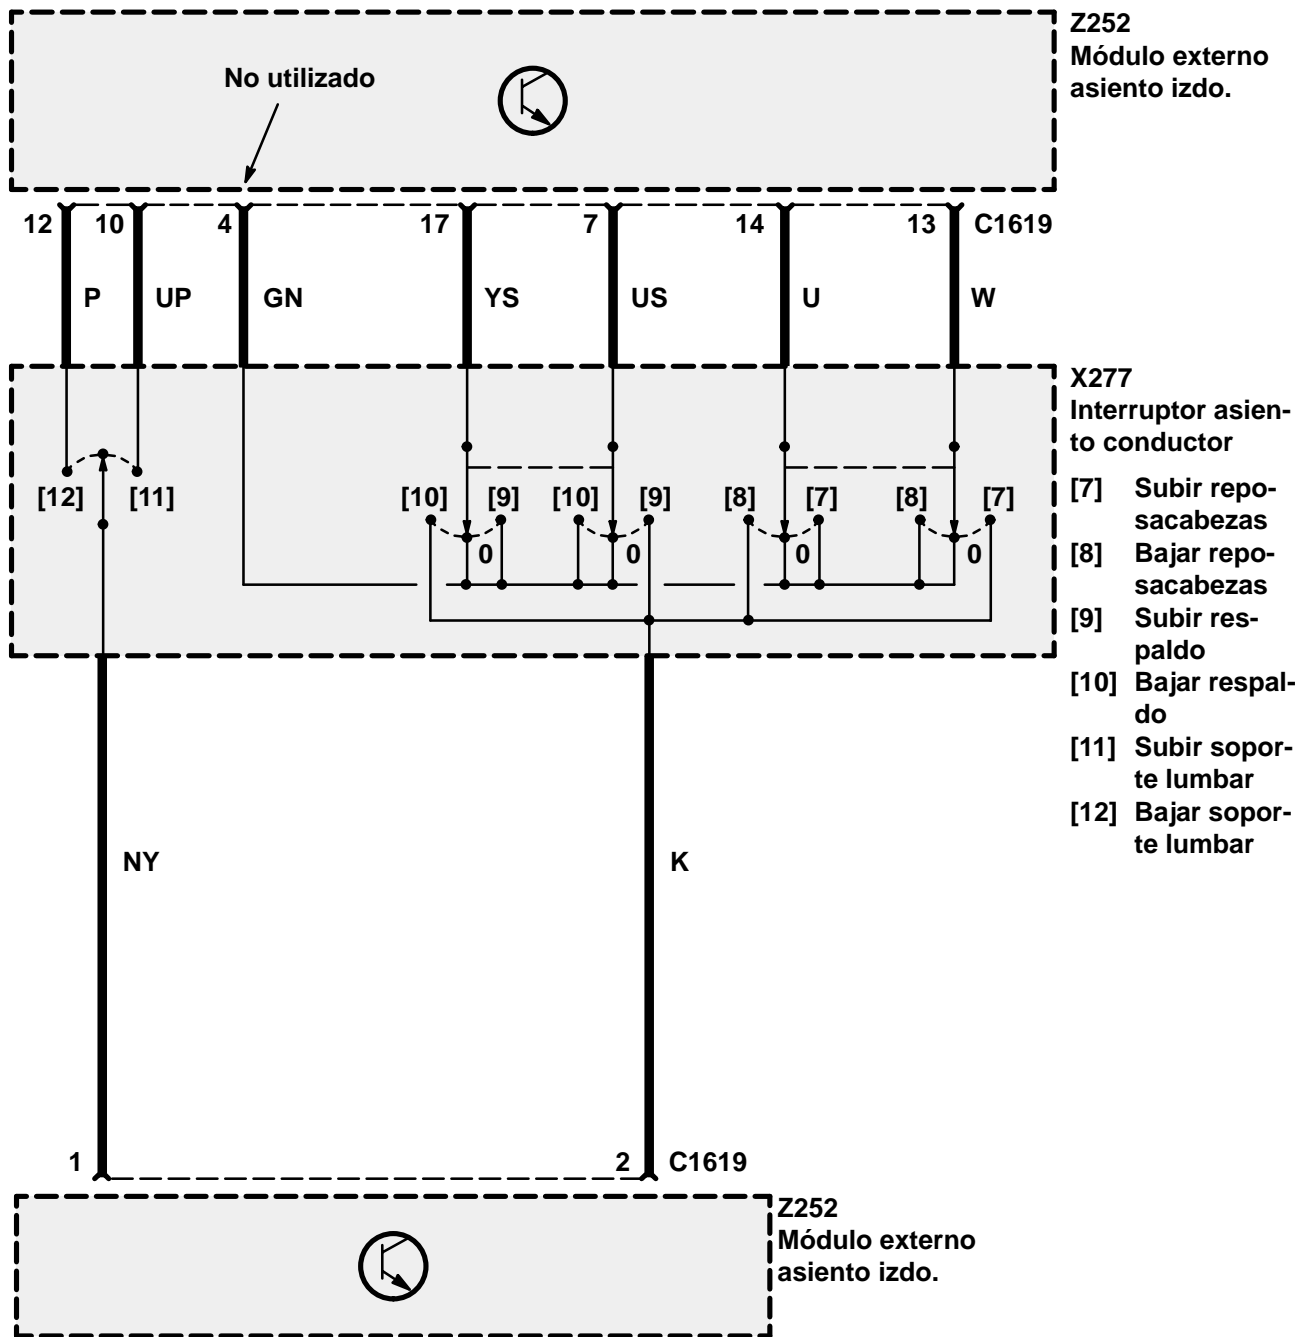 Z252
Módulo externo
asiento izdo.
No utilizado
12 10 4 17 7 14 13 C1619
P UP GN YS US U W
X277
Interruptor asien-
to conductor
[7] Subir repo-
sacabezas
[8] Bajar repo-
sacabezas
[9] Subir res-
paldo
[10] Bajar respal-
do
[11] Subir sopor-
te lumbar
[12] Bajar sopor-
te lumbar
[12] [11] [10] [9] [10] [9] [8] [7] [8] [7]
0 0 0 0
NY K
1 2 C1619
Z252
Módulo externo
asiento izdo.